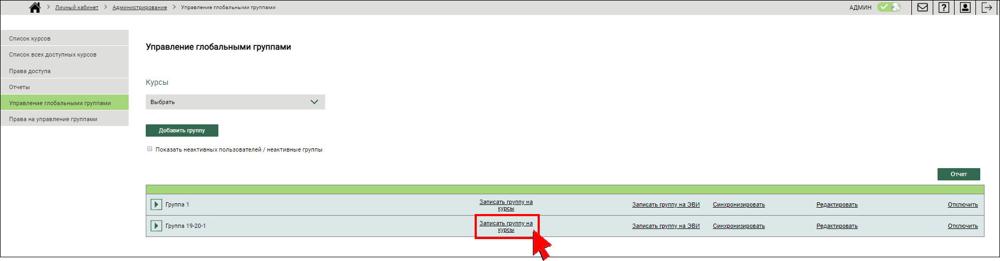 Личный кабинет Администрирование Управление глобальными группами АДМИН
Список курсов
Список всех доступных курсов
Права доступа
Отчеты
Управление глобальными группами
Права на управление группами
Управление глобальными группами
Курсы
Выбрать
Добавить группу
Показать неактивных пользователей / неактивные группы
Отчет
Группа 1 Записать группу на курсы Записать группу на ЭВИ Синхронизировать Редактировать Отключить
Группа 19-20-1 Записать группу на курсы Записать группу на ЭВИ Синхронизировать Редактировать Отключить